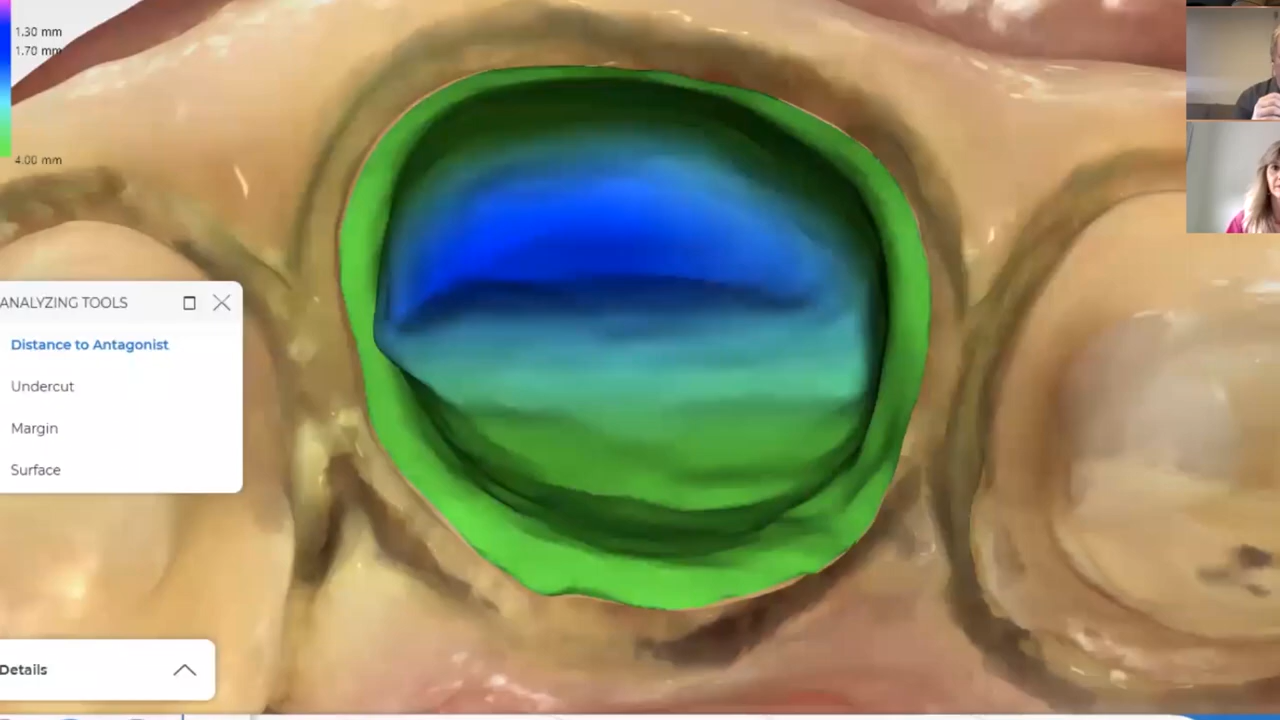 1.30 mm
1.70 mm
4.00 mm
ANALYZING TOOLS
Distance to Antagonist
Undercut
Margin
Surface
Details